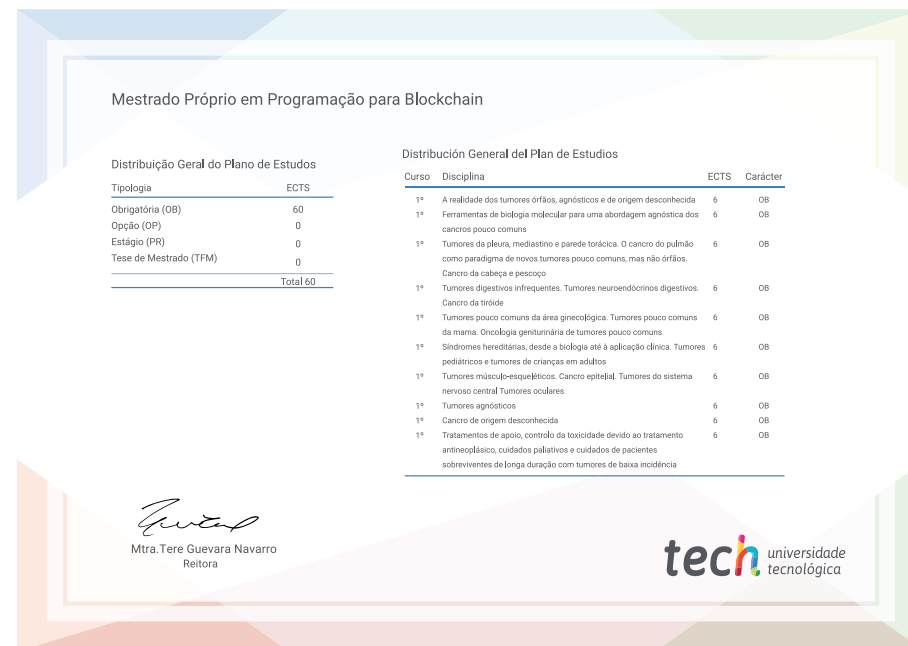 Mestrado Próprio em Programação para Blockchain
Distribuição Geral do Plano de Estudos
Tipologia ECTS
Obrigatória (OB) 60
Opção (OP) 0
Estágio (PR) 0
Tese de Mestrado (TFM) 0
Total 60
Distribución General del Plan de Estudios
Curso Disciplina ECTS Carácter
1º A realidade dos tumores órfãos, agnósticos e de origem desconhecida 6 OB
1º Ferramentas de biologia molecular para uma abordagem agnóstica dos 6 OB
cancros pouco comuns
1º Tumores da pleura, mediastino e parede torácica. O cancro do pulmão 6 OB
como paradigma de novos tumores pouco comuns, mas não órfãos.
Cancro da cabeça e pescoço
1º Tumores digestivos infrequentes. Tumores neuroendócrinos digestivos. 6 OB
Cancro da tiróide
1º Tumores pouco comuns da área ginecológica. Tumores pouco comuns 6 OB
da mama. Oncologia geniturinária de tumores pouco comuns
1º Síndromes hereditárias, desde a biologia até à aplicação clínica. Tumores 6 OB
pediátricos e tumores de crianças em adultos
1º Tumores músculo-esqueléticos. Cancro epitelial. Tumores do sistema 6 OB
nervoso central Tumores oculares
1º Tumores agnósticos 6 OB
1º Cancro de origem desconhecida 6 OB
1º Tratamentos de apoio, controlo da toxicidade devido ao tratamento 6 OB
antineoplásico, cuidados paliativos e cuidados de pacientes
sobreviventes de longa duração com tumores de baixa incidência
Mtra.Tere Guevara Navarro
Reitora
tech universidade
tecnológica